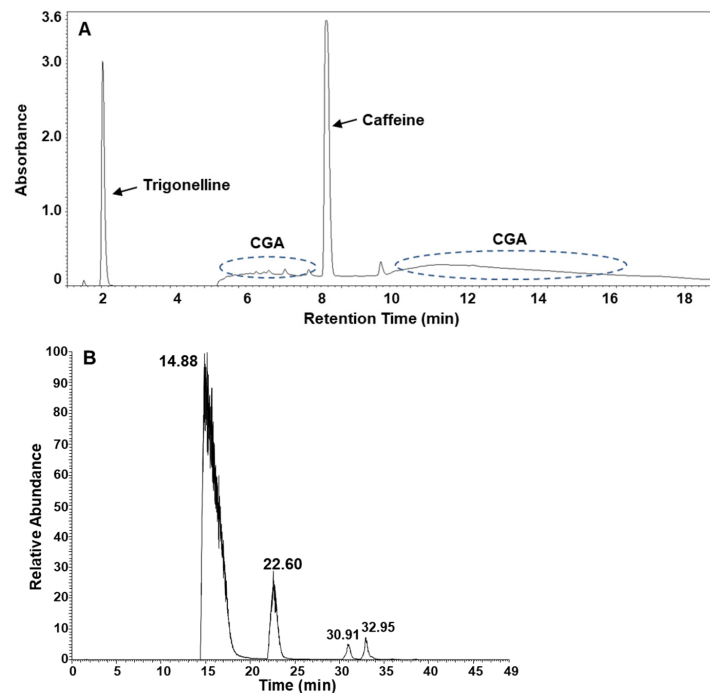 A
3.6
3.0
2.0
1.0
0
Absorbance
Trigonelline
Caffeine
CGA
CGA
2 4 6 8 10 12 14 16 18
Retention Time (min)
B
100
90
80
70
60
50
40
30
20
10
0
Relative Abundance
14.88
22.60
30.91 32.95
0 5 10 15 20 25 30 35 40 45 49
Time (min)